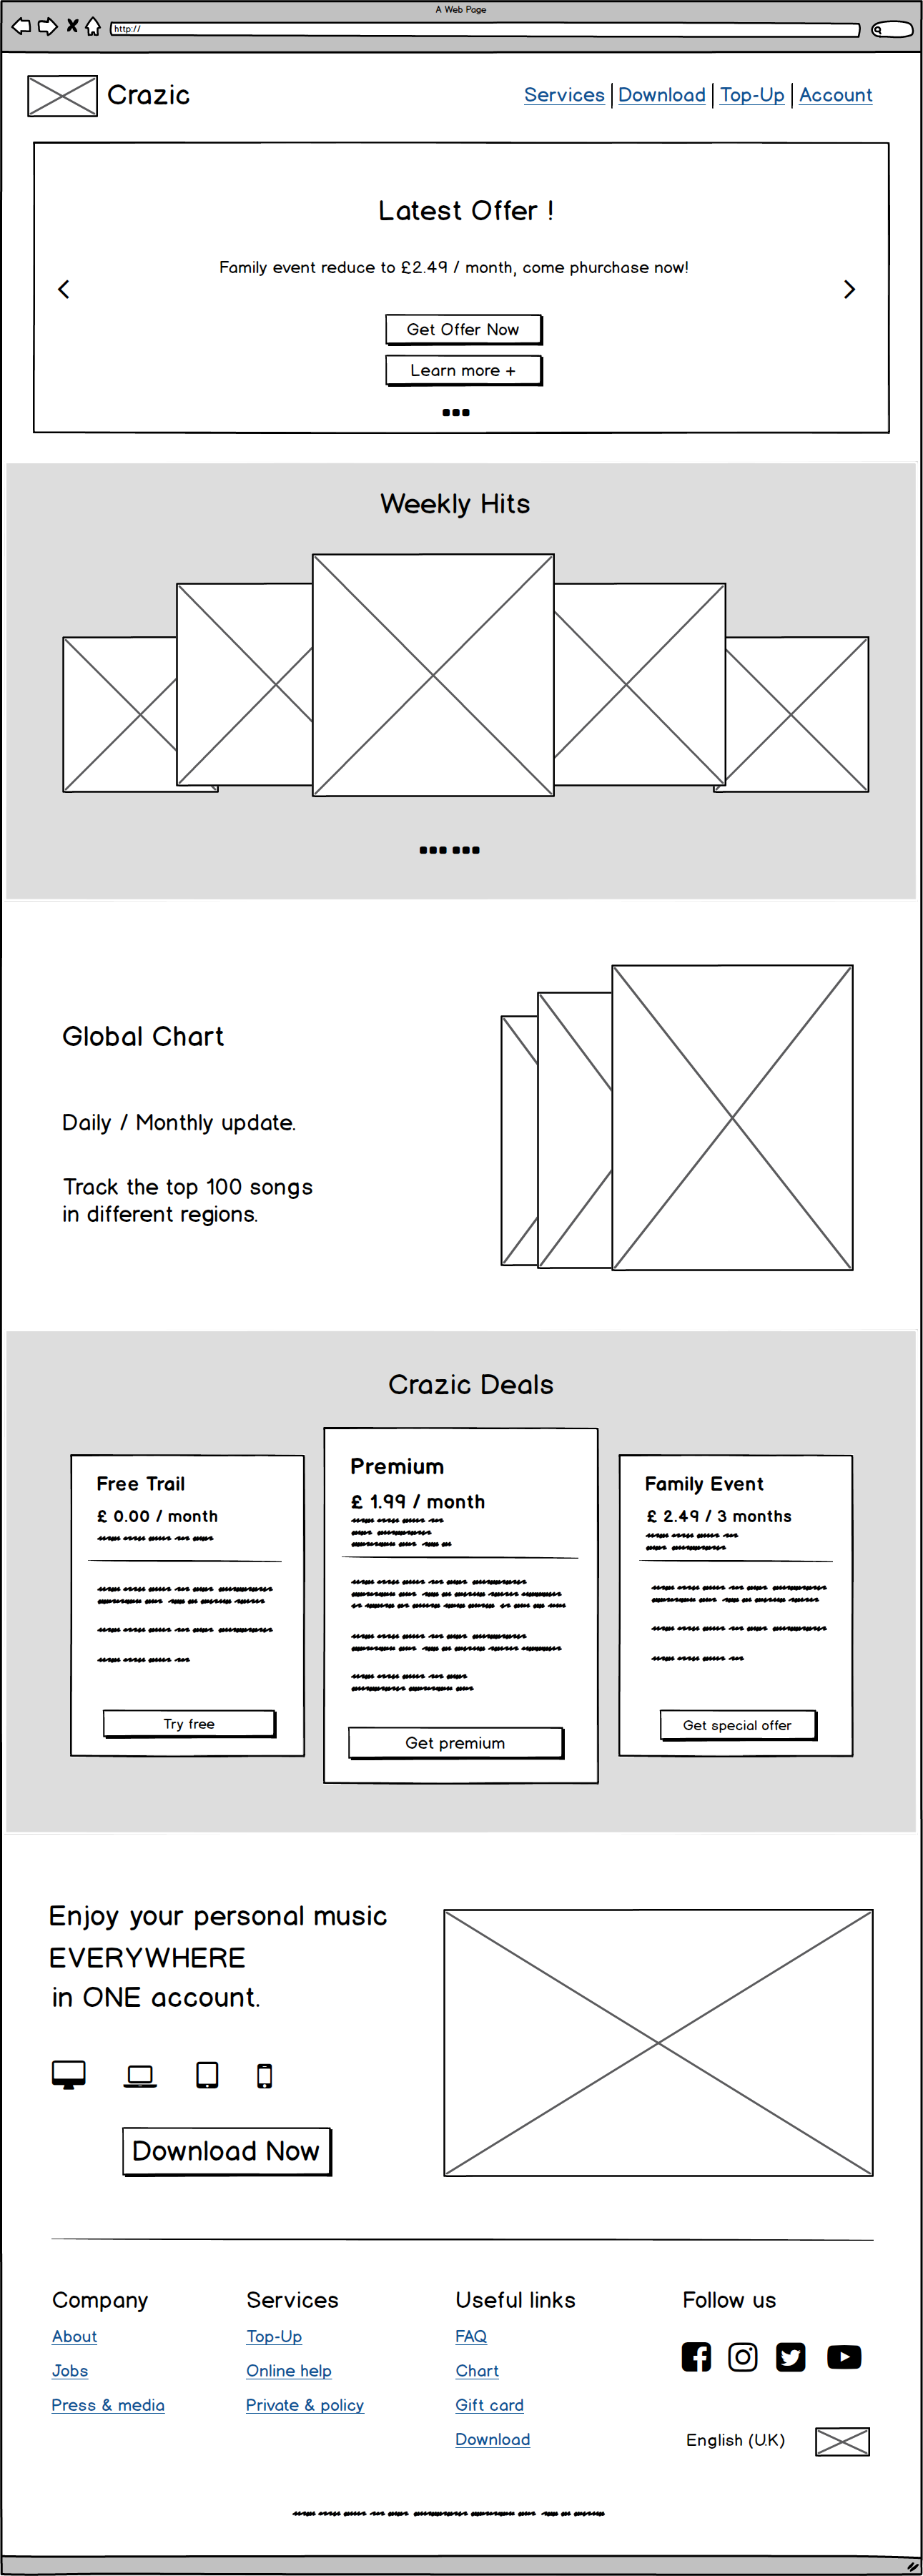 A Web Page
http://
Crazic
Services Download Top-Up Account
Latest Offer !
Family event reduce to £2.49 / month, come phurchase now!
Get Offer Now
Learn more +
Weekly Hits
Global Chart
Daily / Monthly update.
Track the top 100 songs
in different regions.
Crazic Deals
Free Trail
£ 0.00 / month
Try free
Premium
£ 1.99 / month
Get premium
Family Event
£ 2.49 / 3 months
Get special offer
Enjoy your personal music
EVERYWHERE
in ONE account.
Download Now
Company
About
Jobs
Press & media
Services
Top-Up
Online help
Private & policy
Useful links
FAQ
Chart
Gift card
Download
Follow us
English (U.K)